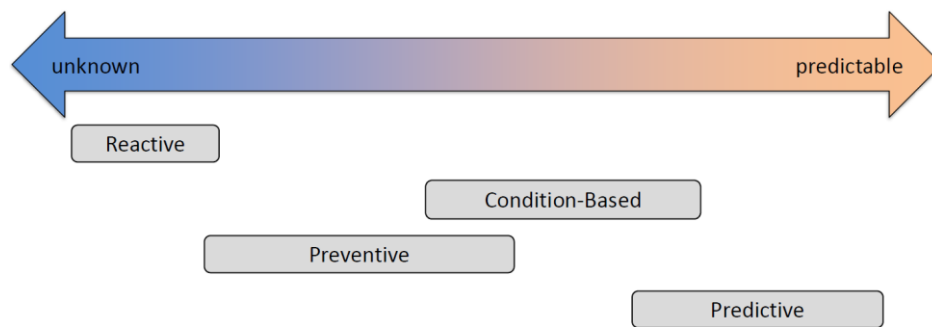 unknown
predictable
Reactive
Condition-Based
Preventive
Predictive